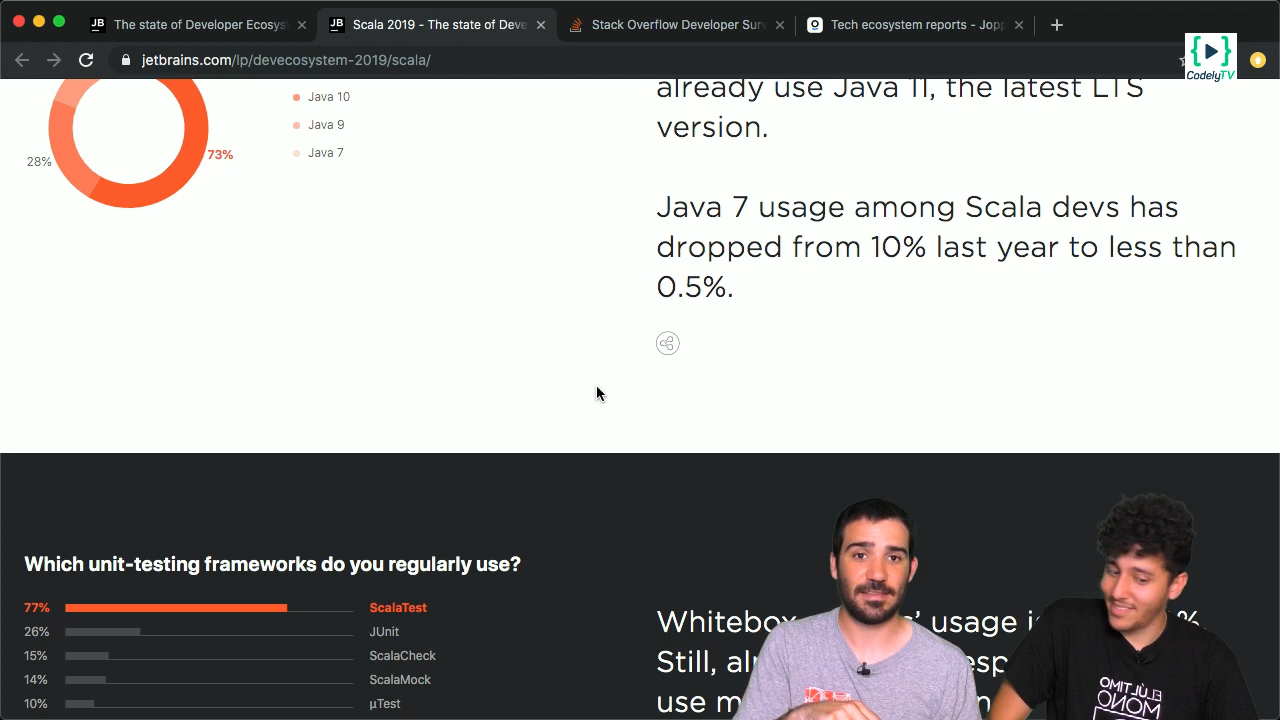 The state of Developer Ecosys
Scala 2019 - The state of Deve
Stack Overflow Developer Surv
Tech ecosystem reports - Jopp
jetbrains.com/lp/devecosystem-2019/scala/
CodelyTV
Java 10
Java 9
Java 7
28%
73%
already use Java 11, the latest LTS
version.
Java 7 usage among Scala devs has
dropped from 10% last year to less than
0.5%.
Which unit-testing frameworks do you regularly use?
77% ScalaTest
26% JUnit
15% ScalaCheck
14% ScalaMock
10% µTest
Whitebox usage
Still,
use
EL ÚLTIMO
MONO